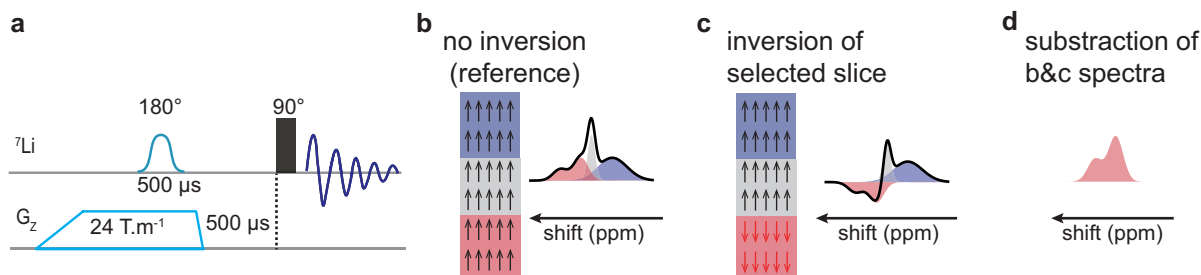 a
180°
90°
⁷Li
500 µs
G_z
24 T.m⁻¹
500 µs
b
no inversion
(reference)
shift (ppm)
c
inversion of
selected slice
shift (ppm)
d
substraction of
b&c spectra
shift (ppm)